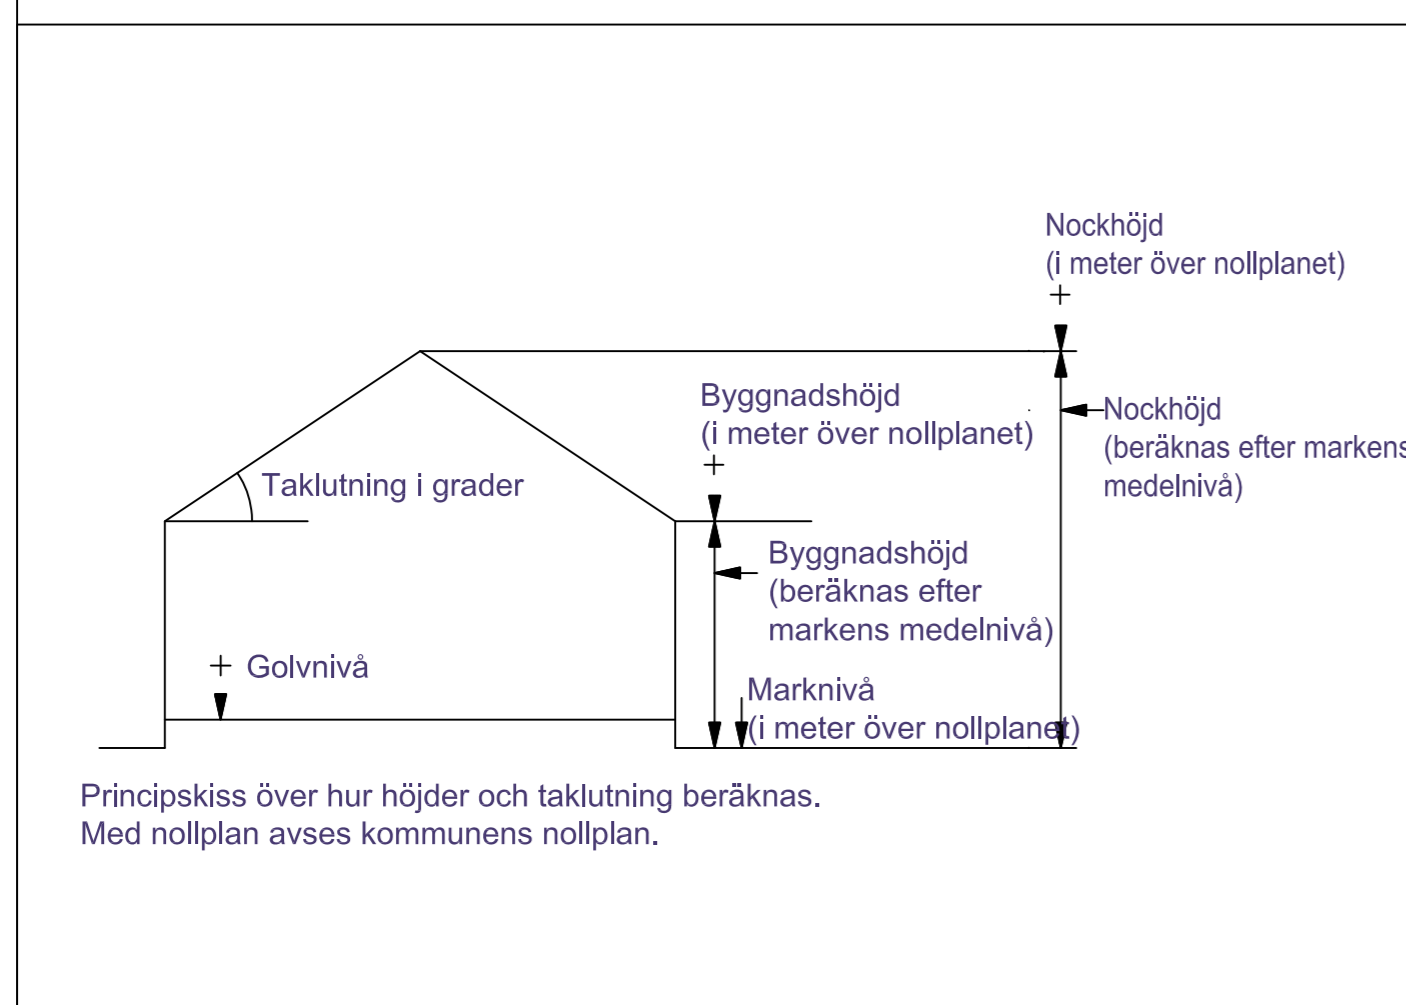 Nockhöjd
(i meter över nollplanet)
+
Byggnadshöjd
(i meter över nollplanet)
+
Nockhöjd
(beräknas efter markens
medelnivå)
Taklutning i grader
Byggnadshöjd
(beräknas efter
markens medelnivå)
+ Golvnivå
Marknivå
(i meter över nollplanet)
Principskiss över hur höjder och taklutning beräknas.
Med nollplan avses kommunens nollplan.